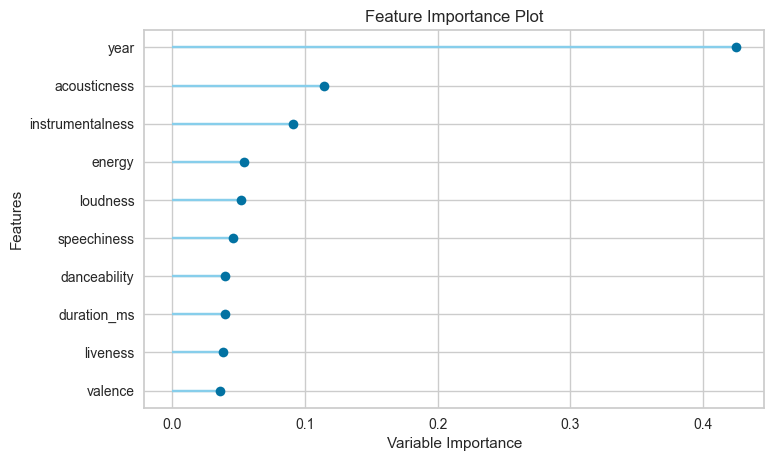 Feature Importance Plot
Features
year
acousticness
instrumentalness
energy
loudness
speechiness
danceability
duration_ms
liveness
valence
0.0 0.1 0.2 0.3 0.4
Variable Importance